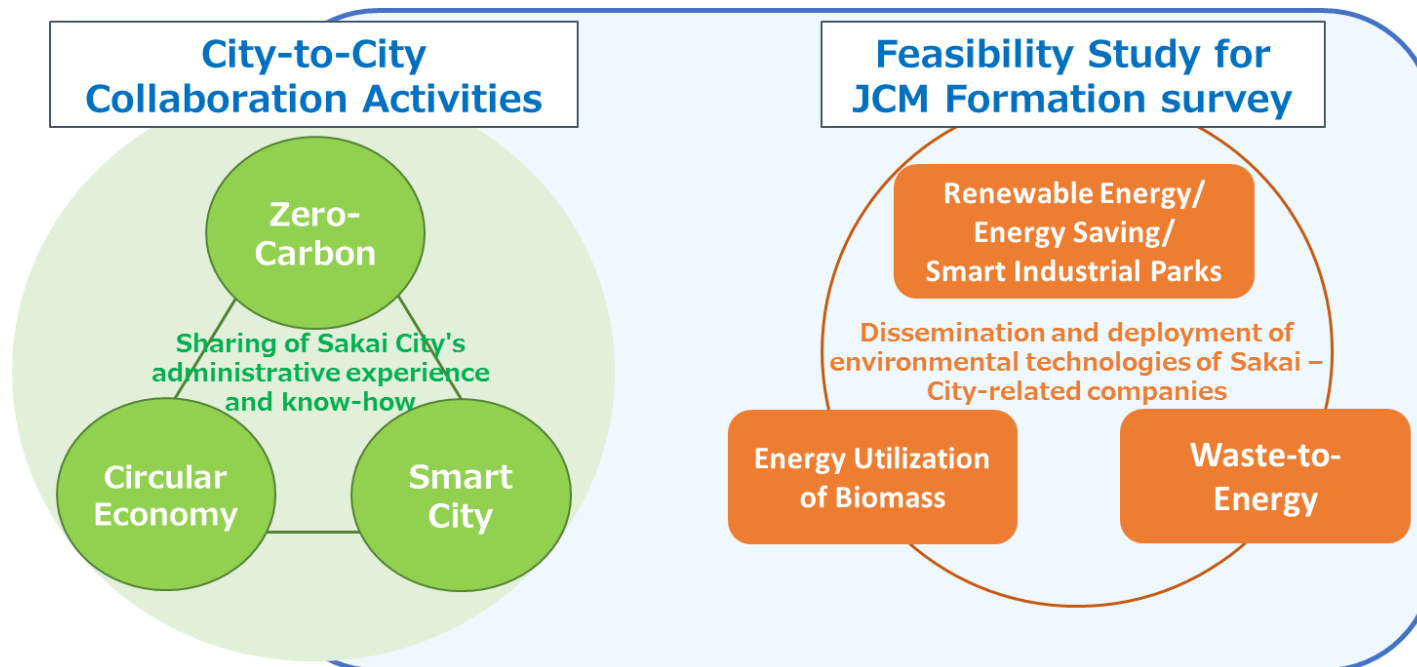 City-to-City
Collaboration Activities
Zero-
Carbon
Sharing of Sakai City's
administrative experience
and know-how
Circular
Economy
Smart
City
Feasibility Study for
JCM Formation survey
Renewable Energy/
Energy Saving/
Smart Industrial Parks
Dissemination and deployment of
environmental technologies of Sakai –
City-related companies
Energy Utilization
of Biomass
Waste-to-
Energy